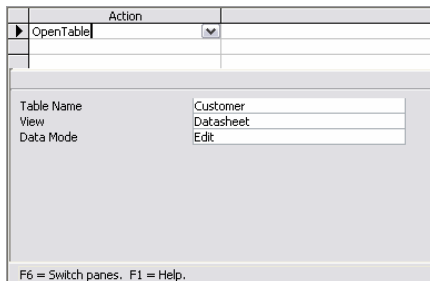 Action
OpenTable
Table Name Customer
View Datasheet
Data Mode Edit
F6 = Switch panes. F1 = Help.